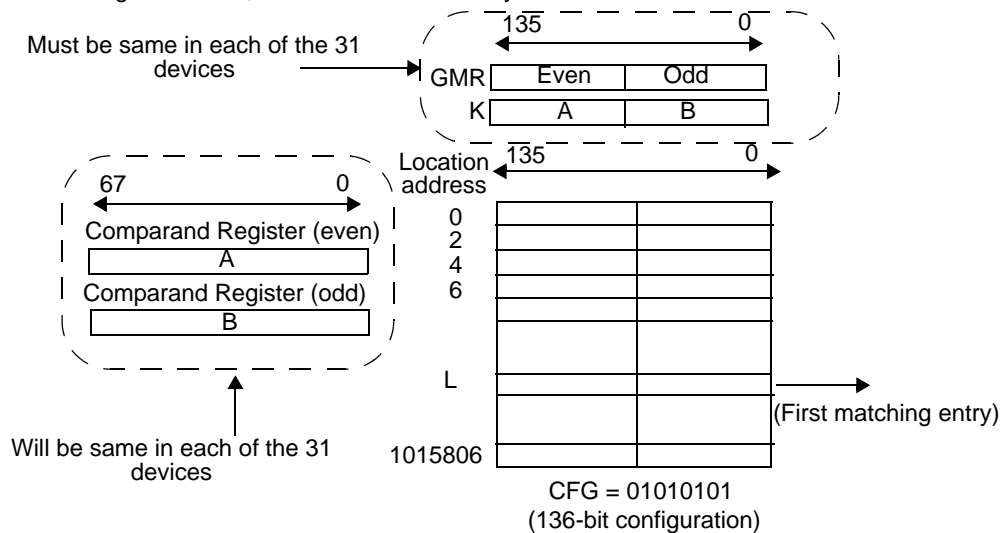 Must be same in each of the 31
devices
135 0
GMR Even Odd
K A B
Location
address
135 0
67 0
Comparand Register (even)
A
Comparand Register (odd)
B
Will be same in each of the 31
devices
0
2
4
6
L
1015806
(First matching entry)
CFG = 01010101
(136-bit configuration)